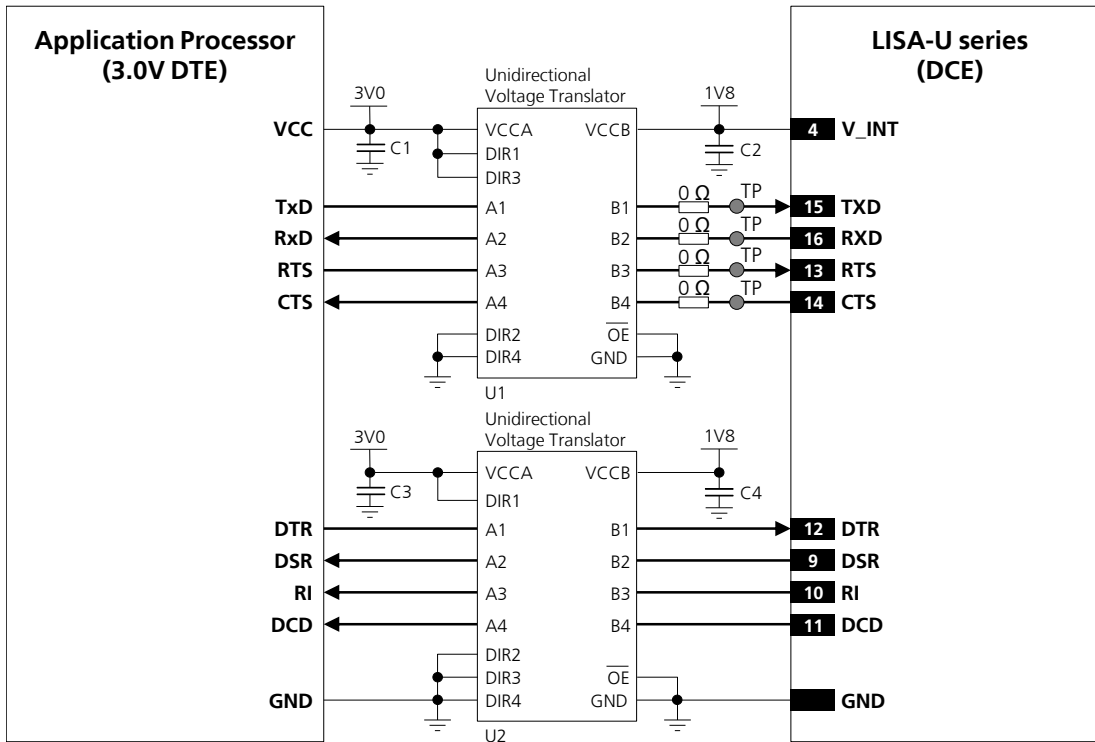 Application Processor
(3.0V DTE)
LISA-U series
(DCE)
Unidirectional
Voltage Translator
3V0
1V8
VCC
VCCA
VCCB
4 V_INT
C1
DIR1
C2
DIR3
0 Ω TP
TxD
A1
B1
15 TXD
0 Ω TP
RxD
A2
B2
16 RXD
0 Ω TP
RTS
A3
B3
13 RTS
0 Ω TP
CTS
A4
B4
14 CTS
DIR2
OE
DIR4
GND
U1
Unidirectional
Voltage Translator
3V0
1V8
VCCA
VCCB
C3
DIR1
C4
DTR
A1
B1
12 DTR
DSR
A2
B2
9 DSR
RI
A3
B3
10 RI
DCD
A4
B4
11 DCD
DIR2
DIR3
OE
GND
DIR4
GND
GND
U2